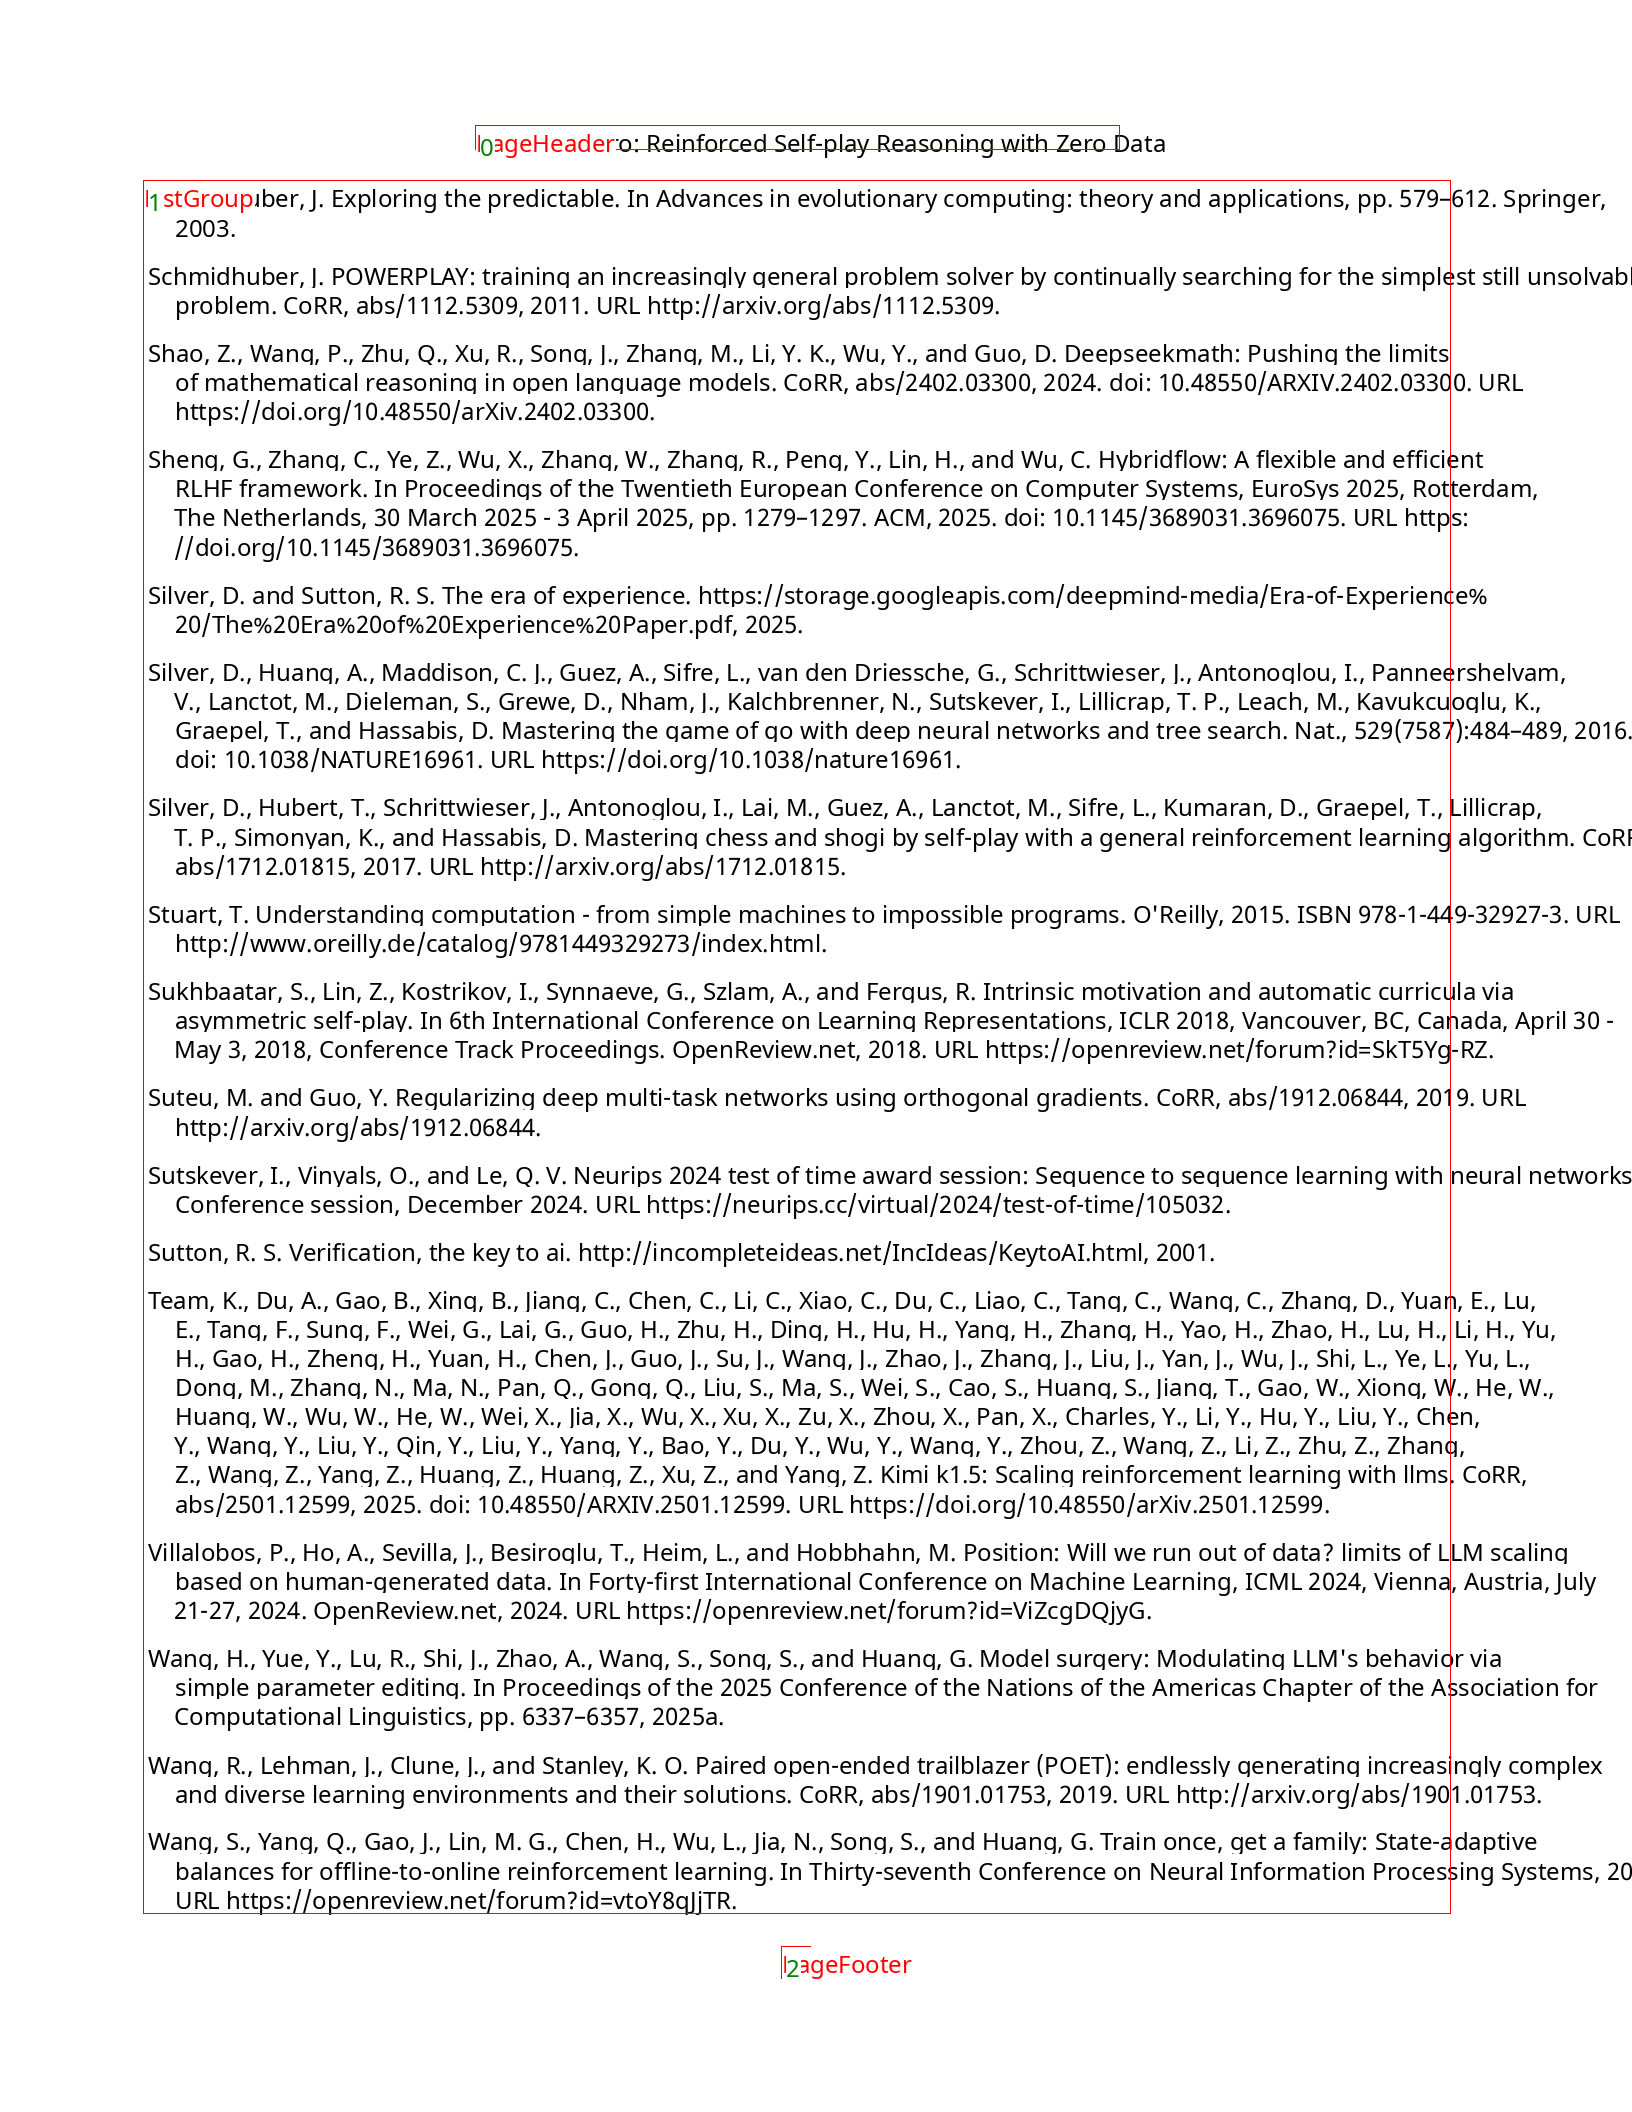 0 ageHeader o: Reinforced Self-play Reasoning with Zero Data
1 stGroup uber, J. Exploring the predictable. In Advances in evolutionary computing: theory and applications, pp. 579–612. Springer,
2003.
Schmidhuber, J. POWERPLAY: training an increasingly general problem solver by continually searching for the simplest still unsolvabl
problem. CoRR, abs/1112.5309, 2011. URL http://arxiv.org/abs/1112.5309.
Shao, Z., Wang, P., Zhu, Q., Xu, R., Song, J., Zhang, M., Li, Y. K., Wu, Y., and Guo, D. Deepseekmath: Pushing the limits
of mathematical reasoning in open language models. CoRR, abs/2402.03300, 2024. doi: 10.48550/ARXIV.2402.03300. URL
https://doi.org/10.48550/arXiv.2402.03300.
Sheng, G., Zhang, C., Ye, Z., Wu, X., Zhang, W., Zhang, R., Peng, Y., Lin, H., and Wu, C. Hybridflow: A flexible and efficient
RLHF framework. In Proceedings of the Twentieth European Conference on Computer Systems, EuroSys 2025, Rotterdam,
The Netherlands, 30 March 2025 - 3 April 2025, pp. 1279–1297. ACM, 2025. doi: 10.1145/3689031.3696075. URL https:
//doi.org/10.1145/3689031.3696075.
Silver, D. and Sutton, R. S. The era of experience. https://storage.googleapis.com/deepmind-media/Era-of-Experience%
20/The%20Era%20of%20Experience%20Paper.pdf, 2025.
Silver, D., Huang, A., Maddison, C. J., Guez, A., Sifre, L., van den Driessche, G., Schrittwieser, J., Antonoglou, I., Panneershelvam,
V., Lanctot, M., Dieleman, S., Grewe, D., Nham, J., Kalchbrenner, N., Sutskever, I., Lillicrap, T. P., Leach, M., Kavukcuoglu, K.,
Graepel, T., and Hassabis, D. Mastering the game of go with deep neural networks and tree search. Nat., 529(7587):484–489, 2016.
doi: 10.1038/NATURE16961. URL https://doi.org/10.1038/nature16961.
Silver, D., Hubert, T., Schrittwieser, J., Antonoglou, I., Lai, M., Guez, A., Lanctot, M., Sifre, L., Kumaran, D., Graepel, T., Lillicrap,
T. P., Simonyan, K., and Hassabis, D. Mastering chess and shogi by self-play with a general reinforcement learning algorithm. CoRR
abs/1712.01815, 2017. URL http://arxiv.org/abs/1712.01815.
Stuart, T. Understanding computation - from simple machines to impossible programs. O'Reilly, 2015. ISBN 978-1-449-32927-3. URL
http://www.oreilly.de/catalog/9781449329273/index.html.
Sukhbaatar, S., Lin, Z., Kostrikov, I., Synnaeve, G., Szlam, A., and Fergus, R. Intrinsic motivation and automatic curricula via
asymmetric self-play. In 6th International Conference on Learning Representations, ICLR 2018, Vancouver, BC, Canada, April 30 -
May 3, 2018, Conference Track Proceedings. OpenReview.net, 2018. URL https://openreview.net/forum?id=SkT5Yg-RZ.
Suteu, M. and Guo, Y. Regularizing deep multi-task networks using orthogonal gradients. CoRR, abs/1912.06844, 2019. URL
http://arxiv.org/abs/1912.06844.
Sutskever, I., Vinyals, O., and Le, Q. V. Neurips 2024 test of time award session: Sequence to sequence learning with neural networks
Conference session, December 2024. URL https://neurips.cc/virtual/2024/test-of-time/105032.
Sutton, R. S. Verification, the key to ai. http://incompleteideas.net/IncIdeas/KeytoAI.html, 2001.
Team, K., Du, A., Gao, B., Xing, B., Jiang, C., Chen, C., Li, C., Xiao, C., Du, C., Liao, C., Tang, C., Wang, C., Zhang, D., Yuan, E., Lu,
E., Tang, F., Sung, F., Wei, G., Lai, G., Guo, H., Zhu, H., Ding, H., Hu, H., Yang, H., Zhang, H., Yao, H., Zhao, H., Lu, H., Li, H., Yu,
H., Gao, H., Zheng, H., Yuan, H., Chen, J., Guo, J., Su, J., Wang, J., Zhao, J., Zhang, J., Liu, J., Yan, J., Wu, J., Shi, L., Ye, L., Yu, L.,
Dong, M., Zhang, N., Ma, N., Pan, Q., Gong, Q., Liu, S., Ma, S., Wei, S., Cao, S., Huang, S., Jiang, T., Gao, W., Xiong, W., He, W.,
Huang, W., Wu, W., He, W., Wei, X., Jia, X., Wu, X., Xu, X., Zu, X., Zhou, X., Pan, X., Charles, Y., Li, Y., Hu, Y., Liu, Y., Chen,
Y., Wang, Y., Liu, Y., Qin, Y., Liu, Y., Yang, Y., Bao, Y., Du, Y., Wu, Y., Wang, Y., Zhou, Z., Wang, Z., Li, Z., Zhu, Z., Zhang,
Z., Wang, Z., Yang, Z., Huang, Z., Huang, Z., Xu, Z., and Yang, Z. Kimi k1.5: Scaling reinforcement learning with llms. CoRR,
abs/2501.12599, 2025. doi: 10.48550/ARXIV.2501.12599. URL https://doi.org/10.48550/arXiv.2501.12599.
Villalobos, P., Ho, A., Sevilla, J., Besiroglu, T., Heim, L., and Hobbhahn, M. Position: Will we run out of data? limits of LLM scaling
based on human-generated data. In Forty-first International Conference on Machine Learning, ICML 2024, Vienna, Austria, July
21-27, 2024. OpenReview.net, 2024. URL https://openreview.net/forum?id=ViZcgDQjyG.
Wang, H., Yue, Y., Lu, R., Shi, J., Zhao, A., Wang, S., Song, S., and Huang, G. Model surgery: Modulating LLM's behavior via
simple parameter editing. In Proceedings of the 2025 Conference of the Nations of the Americas Chapter of the Association for
Computational Linguistics, pp. 6337–6357, 2025a.
Wang, R., Lehman, J., Clune, J., and Stanley, K. O. Paired open-ended trailblazer (POET): endlessly generating increasingly complex
and diverse learning environments and their solutions. CoRR, abs/1901.01753, 2019. URL http://arxiv.org/abs/1901.01753.
Wang, S., Yang, Q., Gao, J., Lin, M. G., Chen, H., Wu, L., Jia, N., Song, S., and Huang, G. Train once, get a family: State-adaptive
balances for offline-to-online reinforcement learning. In Thirty-seventh Conference on Neural Information Processing Systems, 20
URL https://openreview.net/forum?id=vtoY8qJjTR.
2 ageFooter